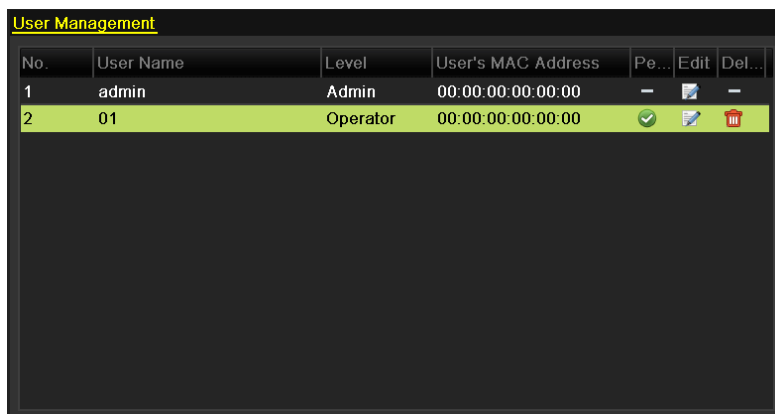 User Management
No. User Name Level User's MAC Address Pe... Edit Del...
1 admin Admin 00:00:00:00:00:00 –
2 01 Operator 00:00:00:00:00:00